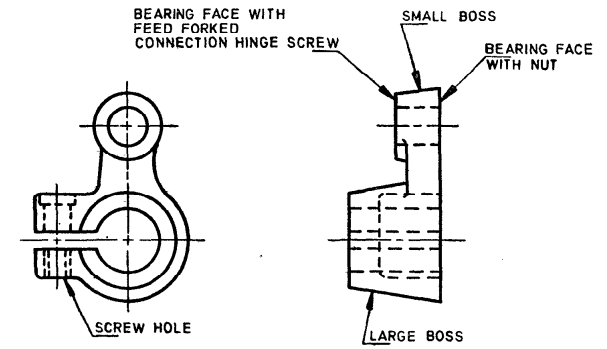 BEARING FACE WITH
FEED FORKED
CONNECTION HINGE SCREW
SMALL BOSS
BEARING FACE
WITH NUT
SCREW HOLE
LARGE BOSS